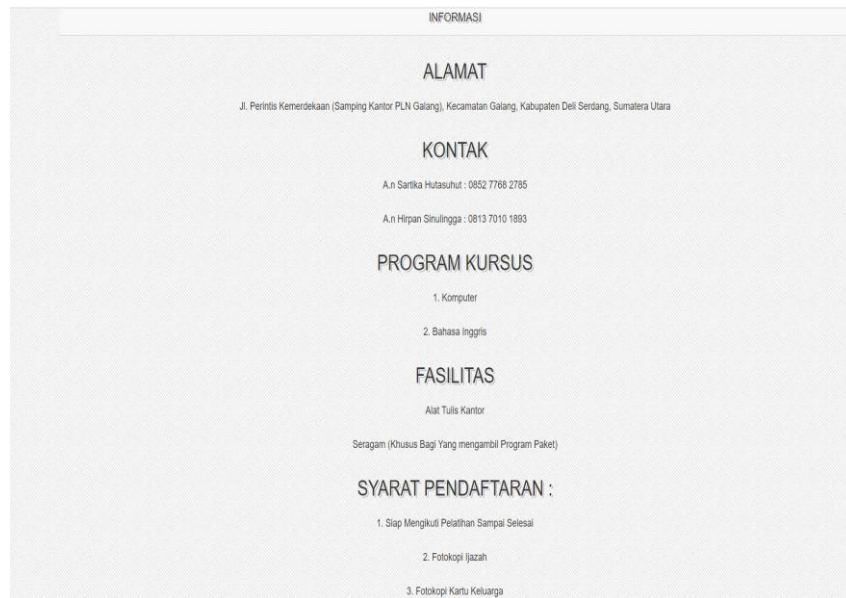 INFORMASI
ALAMAT
Jl. Perintis Kemerdekaan (Samping Kantor PLN Galang), Kecamatan Galang, Kabupaten Deli Serdang, Sumatera Utara
KONTAK
A.n Sartika Hutasuhut : 0852 7768 2785
A.n Hirpan Sinulingga : 0813 7010 1893
PROGRAM KURSUS
1. Komputer
2. Bahasa Inggris
FASILITAS
Alat Tulis Kantor
Seragam (Khusus Bagi Yang mengambil Program Paket)
SYARAT PENDAFTARAN :
1. Siap Mengikuti Pelatihan Sampai Selesai
2. Fotokopi Ijazah
3. Fotokopi Kartu Keluarga